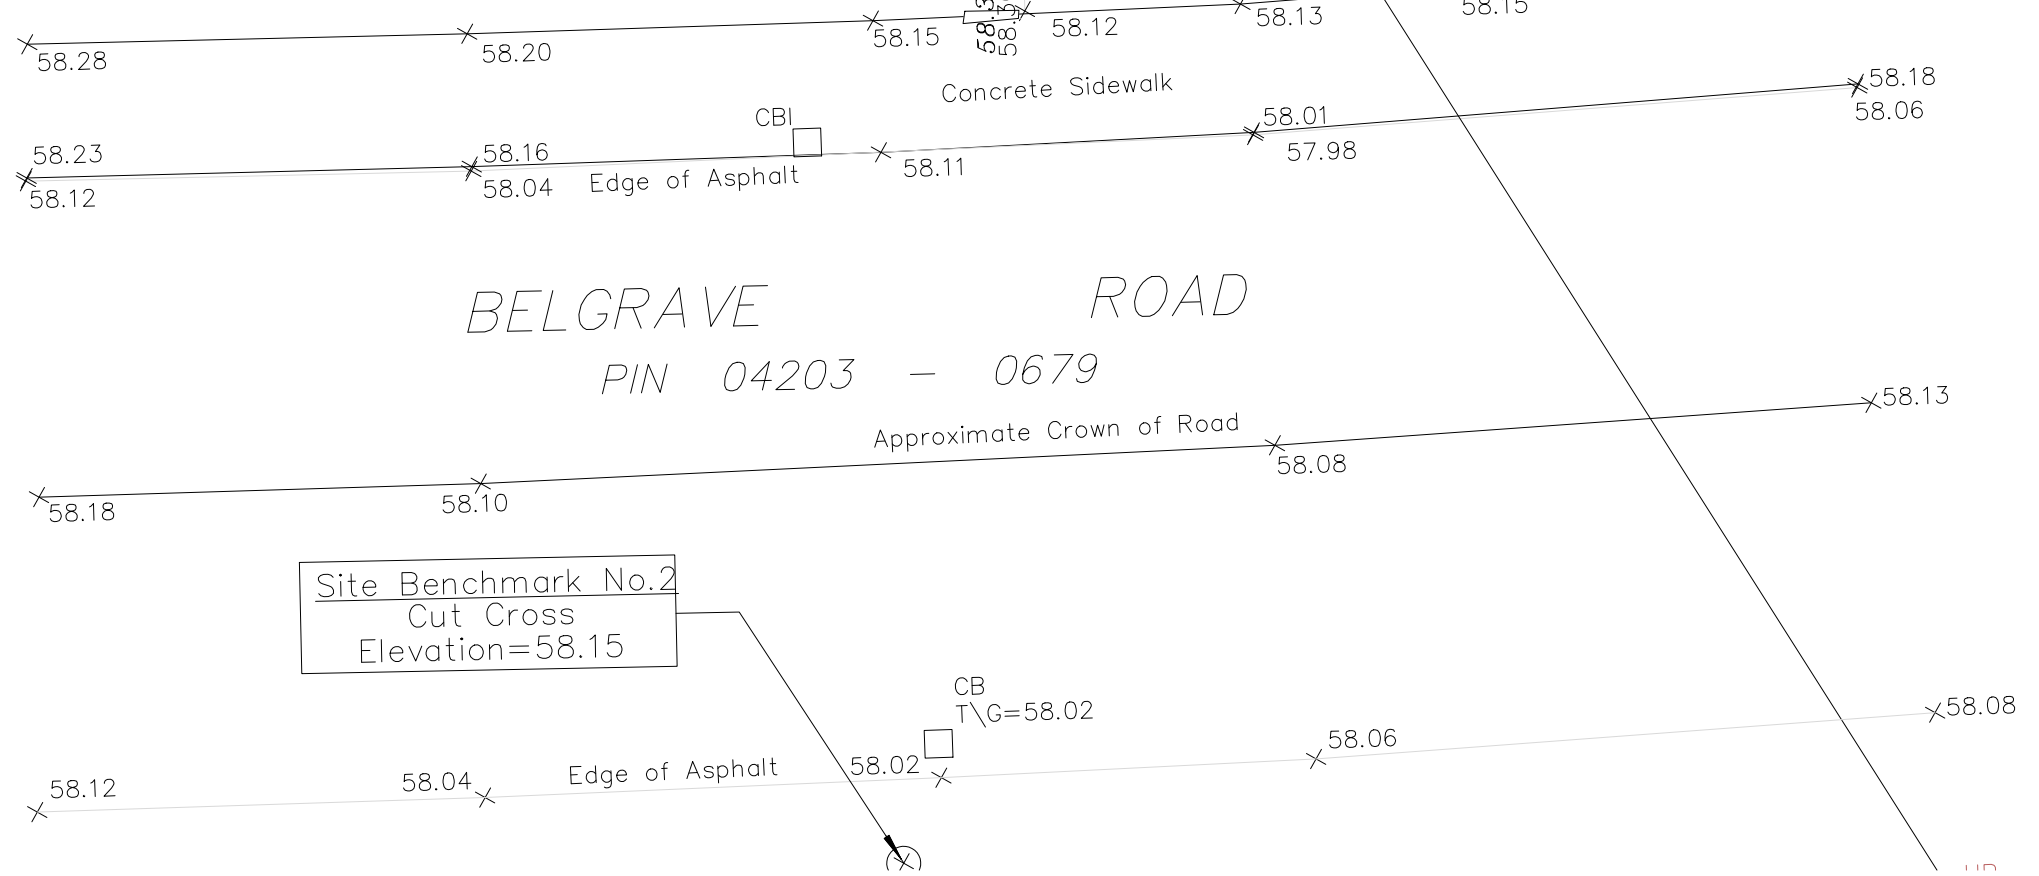 58.28
58.20
58.15
58.12
58.13
58.15
Concrete Sidewalk
58.18
58.06
CBI
58.01
57.98
58.23
58.12
58.16
58.04
Edge of Asphalt
58.11
BELGRAVE ROAD
PIN 04203 - 0679
Approximate Crown of Road
58.13
58.08
58.18
58.10
Site Benchmark No.2
Cut Cross
Elevation=58.15
CB
T\G=58.02
58.08
58.06
58.02
Edge of Asphalt
58.04
58.12